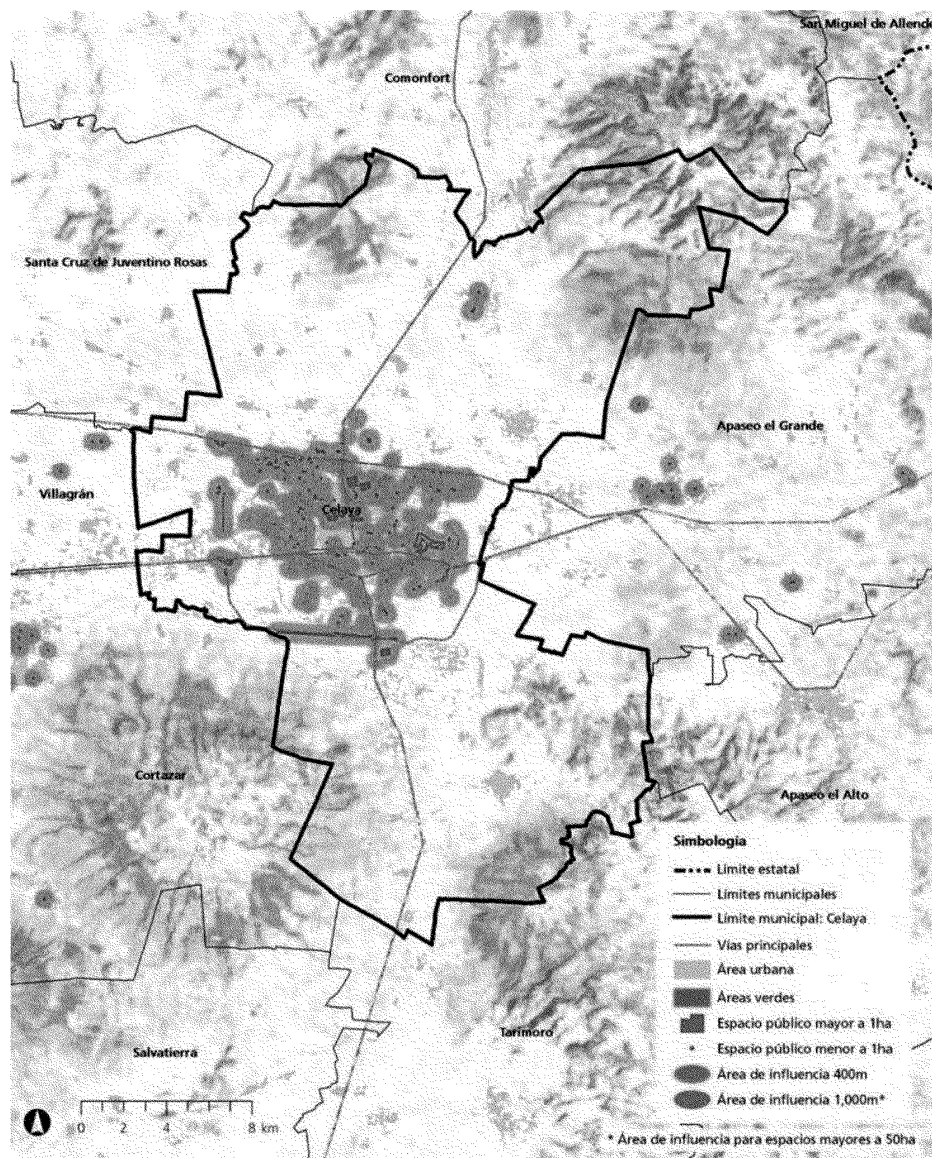 San Miguel de Allende
Comonfort
Santa Cruz de Juventino Rosas
Apaseo el Grande
Villagrán
Celaya
Cortazar
Apaseo el Alto
Simbología
Límite estatal
Límites municipales
Límite municipal: Celaya
Vías principales
Área urbana
Áreas verdes
Espacio público mayor a 1ha
Espacio público menor a 1ha
Área de influencia 400m
Área de influencia 1,000m*
Tarimoro
Salvatierra
0 2 4 8 km
* Área de influencia para espacios mayores a 50ha